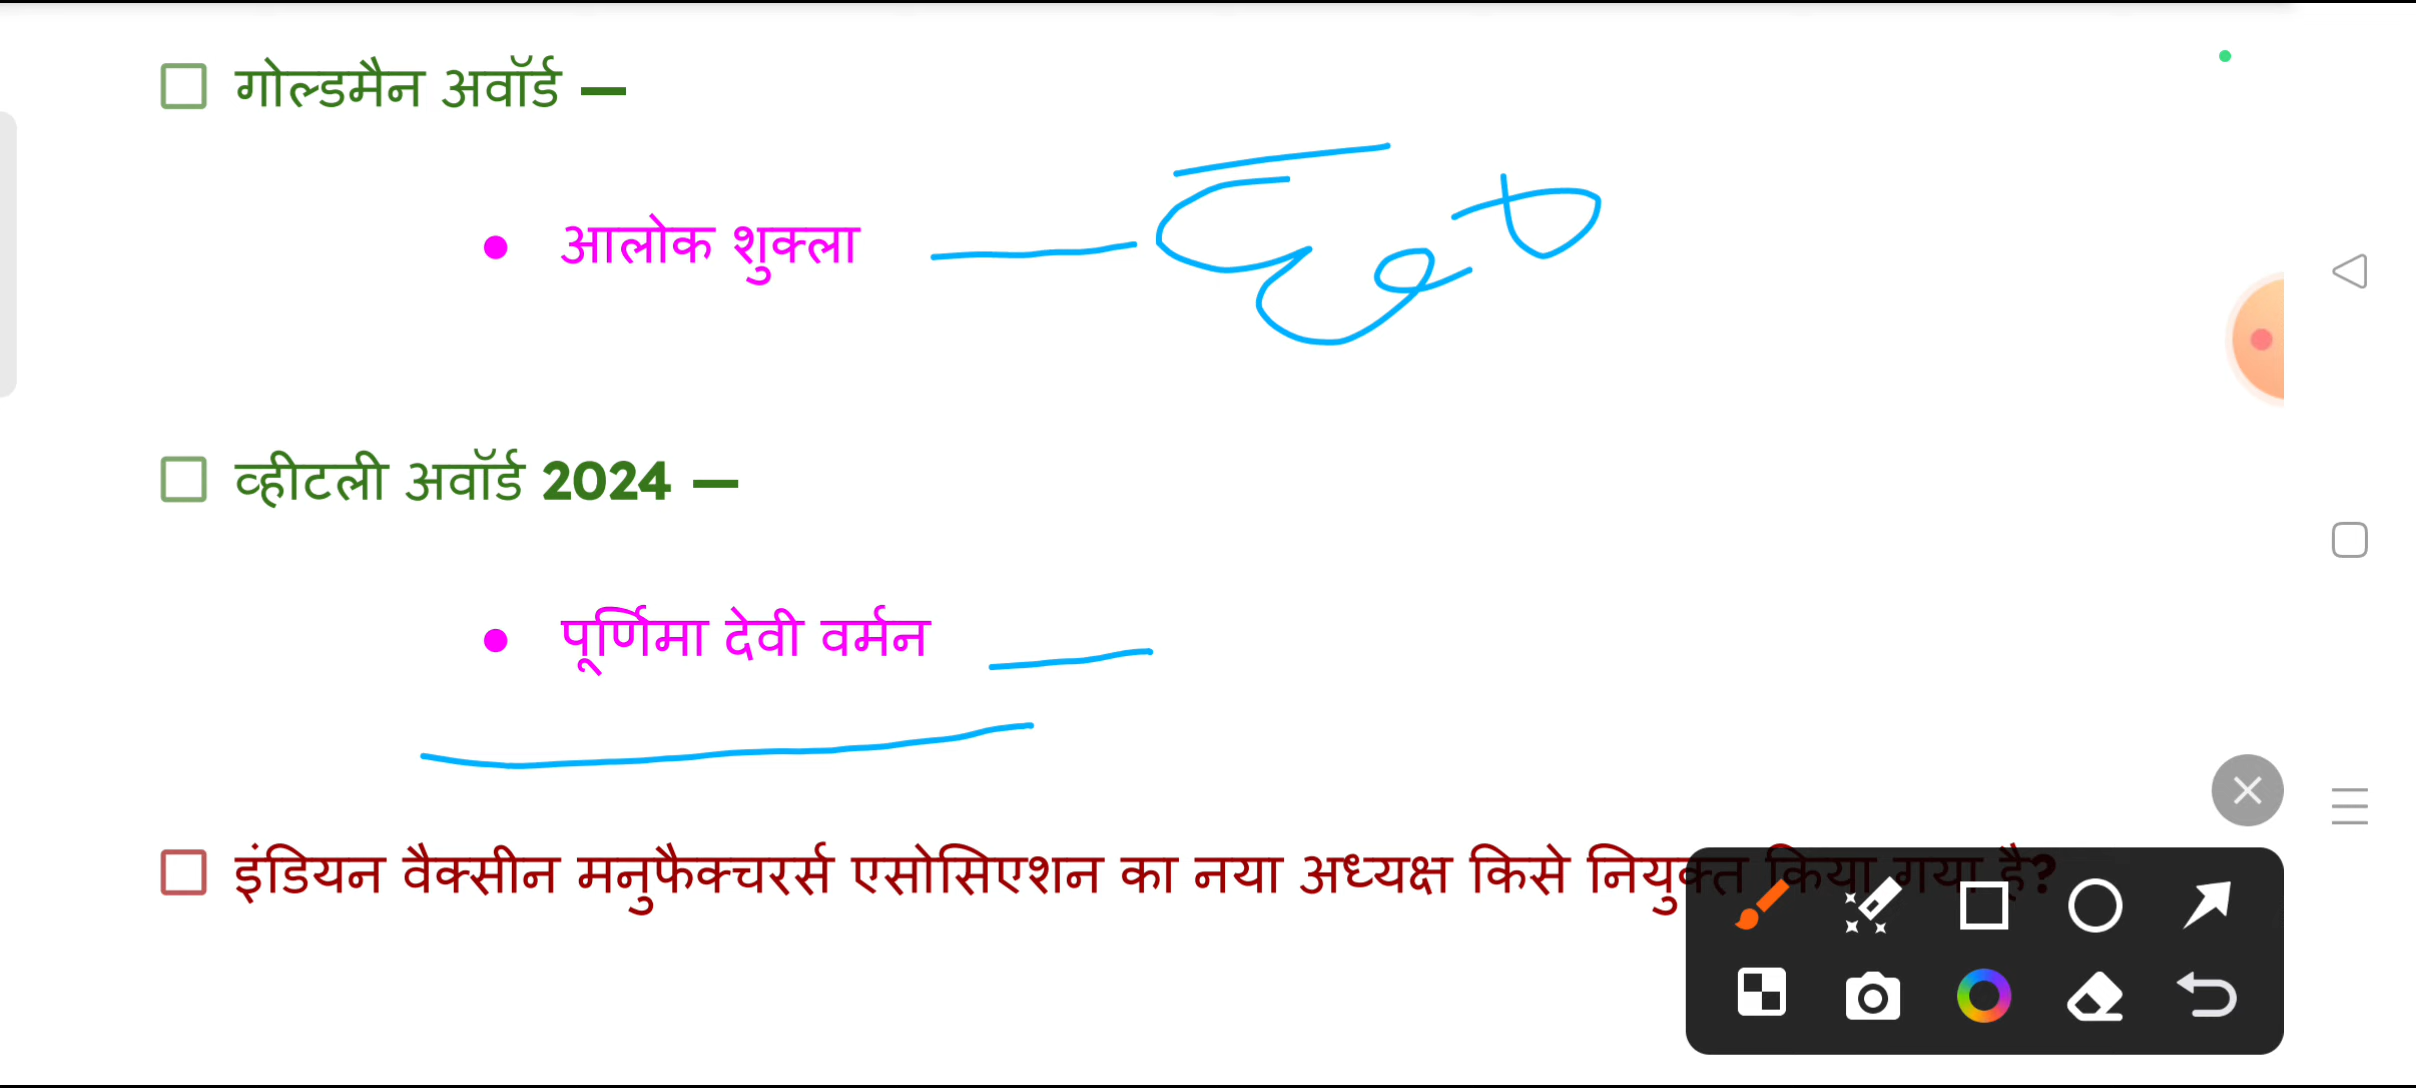 गोल्डमैन अवॉर्ड —
आलोक शुक्ला
व्हीटली अवॉर्ड 2024 —
पूर्णिमा देवी वर्मन
इंडियन वैक्सीन मनुफैक्चरर्स एसोसिएशन का नया अध्यक्ष किसे नियुक्त किया गया है?